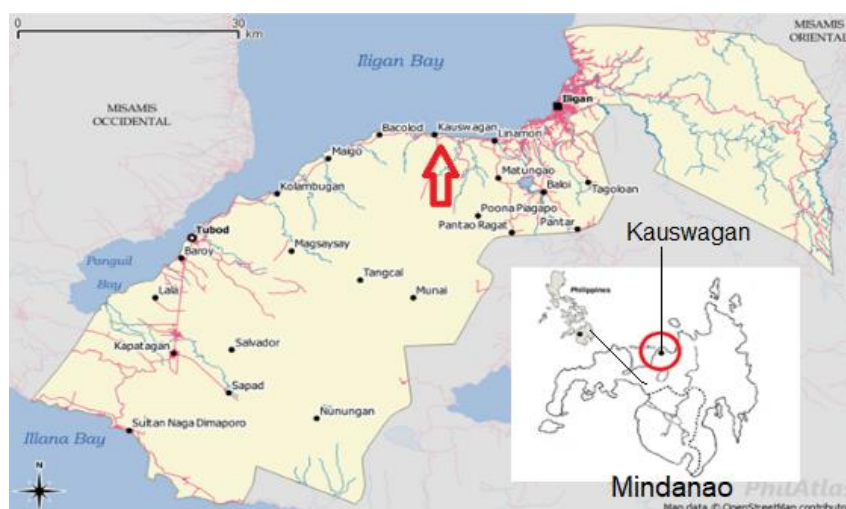 0
30
km
MISAMIS
ORIENTAL
Iligan Bay
MISAMIS
OCCIDENTAL
Iligan
Bacolod
Kauswagan
Linamon
Maigo
Matungao
Kolambugan
Baloi
Tagoloan
Poona Piagapo
Pantao Ragat
Pantar
Tubod
Baroy
Magsaysay
Kauswagan
Panguil
Bay
Tangcal
Lala
Munai
Philippines
Kapatagan
Salvador
Sapad
Nunungan
Sultan Naga Dimaporo
Illana Bay
N
Mindanao
PhilAtlas
Map data © OpenStreetMap contributo